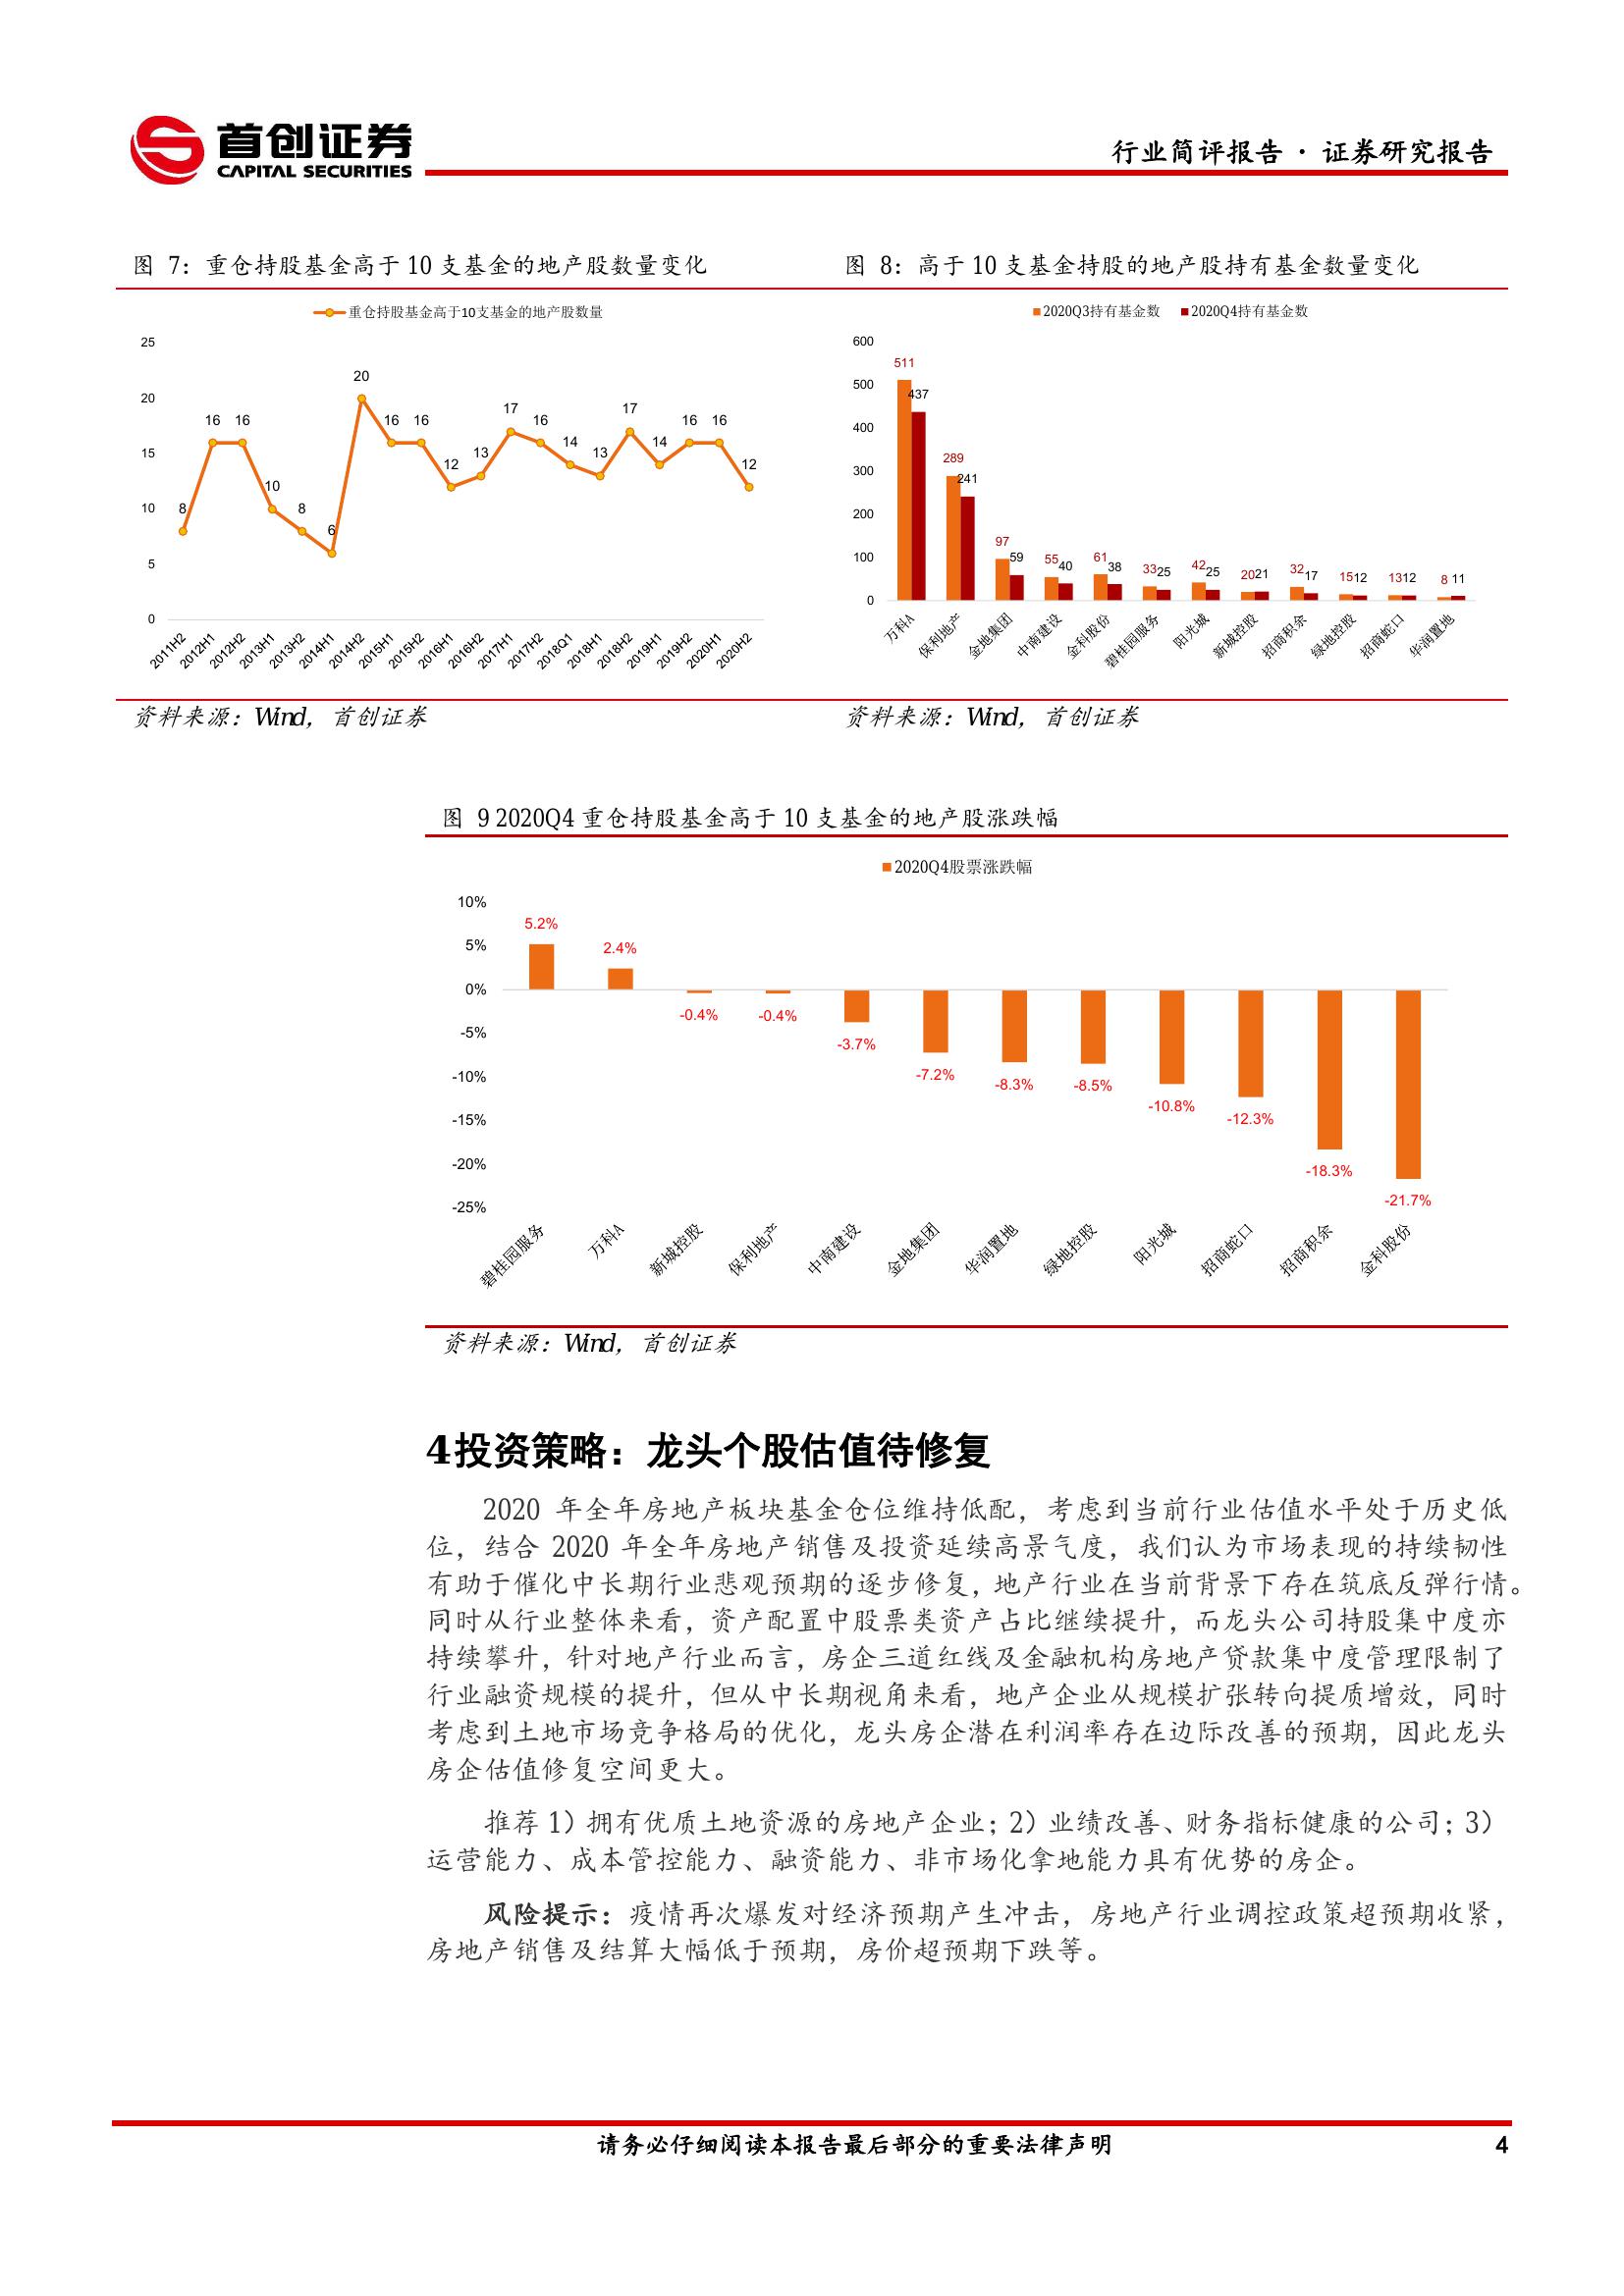 首创证券
CAPITAL SECURITIES
行业简评报告 · 证券研究报告
图 7：重仓持股基金高于 10 支基金的地产股数量变化
重仓持股基金高于10支基金的地产股数量
25
20
15
10
5
0
8
16
16
10
8
6
20
16
16
12
13
17
16
14
13
17
14
16
16
12
2011H2
2012H1
2012H2
2013H1
2013H2
2014H1
2014H2
2015H1
2015H2
2016H1
2016H2
2017H1
2017H2
2018Q1
2018H1
2018H2
2019H1
2019H2
2020H1
2020H2
资料来源：Wind，首创证券
图 8：高于 10 支基金持股的地产股持有基金数量变化
2020Q3持有基金数
2020Q4持有基金数
600
500
400
300
200
100
0
511
437
289
241
97
59
55
40
61
38
33
25
42
25
20
21
32
17
15
12
13
12
8
11
万科A
保利地产
金地集团
中南建设
金科股份
碧桂园服务
阳光城
新城控股
招商积余
绿地控股
招商蛇口
华润置地
资料来源：Wind，首创证券
图 9 2020Q4 重仓持股基金高于 10 支基金的地产股涨跌幅
2020Q4股票涨跌幅
10%
5%
0%
-5%
-10%
-15%
-20%
-25%
5.2%
2.4%
-0.4%
-0.4%
-3.7%
-7.2%
-8.3%
-8.5%
-10.8%
-12.3%
-18.3%
-21.7%
碧桂园服务
万科A
新城控股
保利地产
中南建设
金地集团
华润置地
绿地控股
阳光城
招商蛇口
招商积余
金科股份
资料来源：Wind，首创证券
4投资策略：龙头个股估值待修复
2020 年全年房地产板块基金仓位维持低配，考虑到当前行业估值水平处于历史低
位，结合 2020 年全年房地产销售及投资延续高景气度，我们认为市场表现的持续韧性
有助于催化中长期行业悲观预期的逐步修复，地产行业在当前背景下存在筑底反弹行情。
同时从行业整体来看，资产配置中股票类资产占比继续提升，而龙头公司持股集中度亦
持续攀升，针对地产行业而言，房企三道红线及金融机构房地产贷款集中度管理限制了
行业融资规模的提升，但从中长期视角来看，地产企业从规模扩张转向提质增效，同时
考虑到土地市场竞争格局的优化，龙头房企潜在利润率存在边际改善的预期，因此龙头
房企估值修复空间更大。
推荐 1）拥有优质土地资源的房地产企业；2）业绩改善、财务指标健康的公司；3）
运营能力、成本管控能力、融资能力、非市场化拿地能力具有优势的房企。
风险提示：疫情再次爆发对经济预期产生冲击，房地产行业调控政策超预期收紧，
房地产销售及结算大幅低于预期，房价超预期下跌等。
请务必仔细阅读本报告最后部分的重要法律声明
4